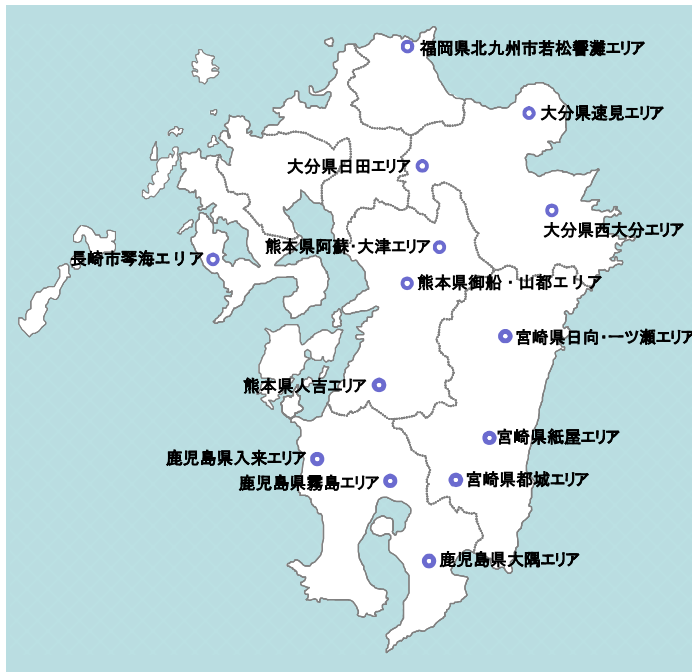 福岡県北九州市若松響灘エリア
大分県速見エリア
大分県日田エリア
大分県西大分エリア
熊本県阿蘇・大津エリア
長崎市琴海エリア
熊本県御船・山都エリア
宮崎県日向・一ツ瀬エリア
熊本県人吉エリア
宮崎県紙屋エリア
鹿児島県入来エリア
鹿児島県霧島エリア
宮崎県都城エリア
鹿児島県大隅エリア